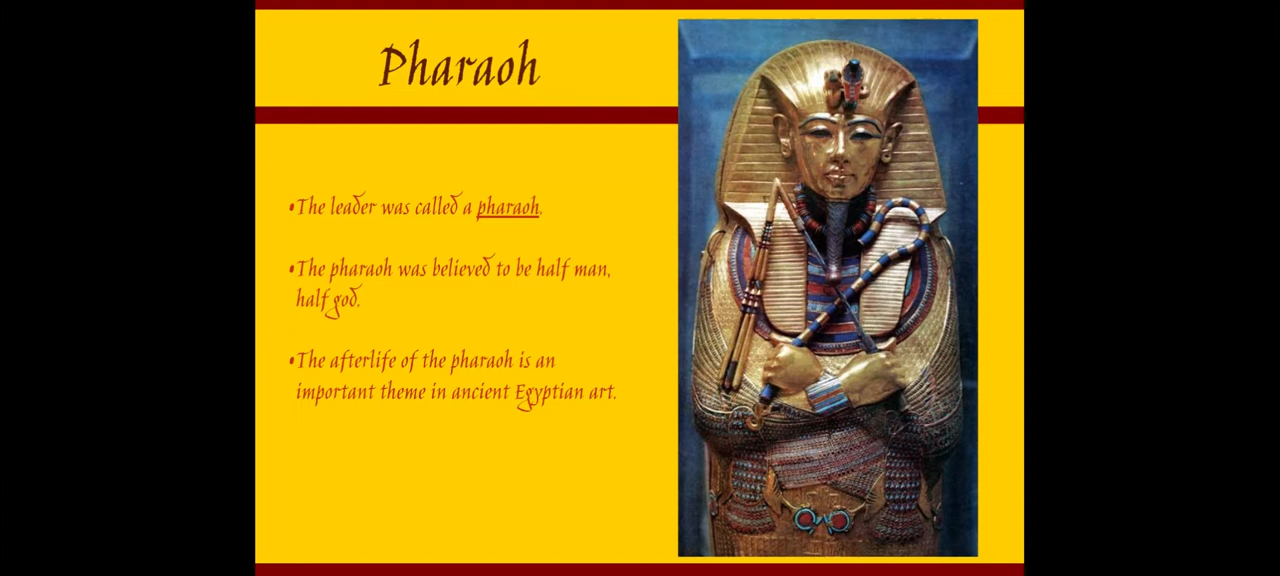 Pharaoh
•The leader was called a pharaoh.
•The pharaoh was believed to be half man,
half god.
•The afterlife of the pharaoh is an
important theme in ancient Egyptian art.